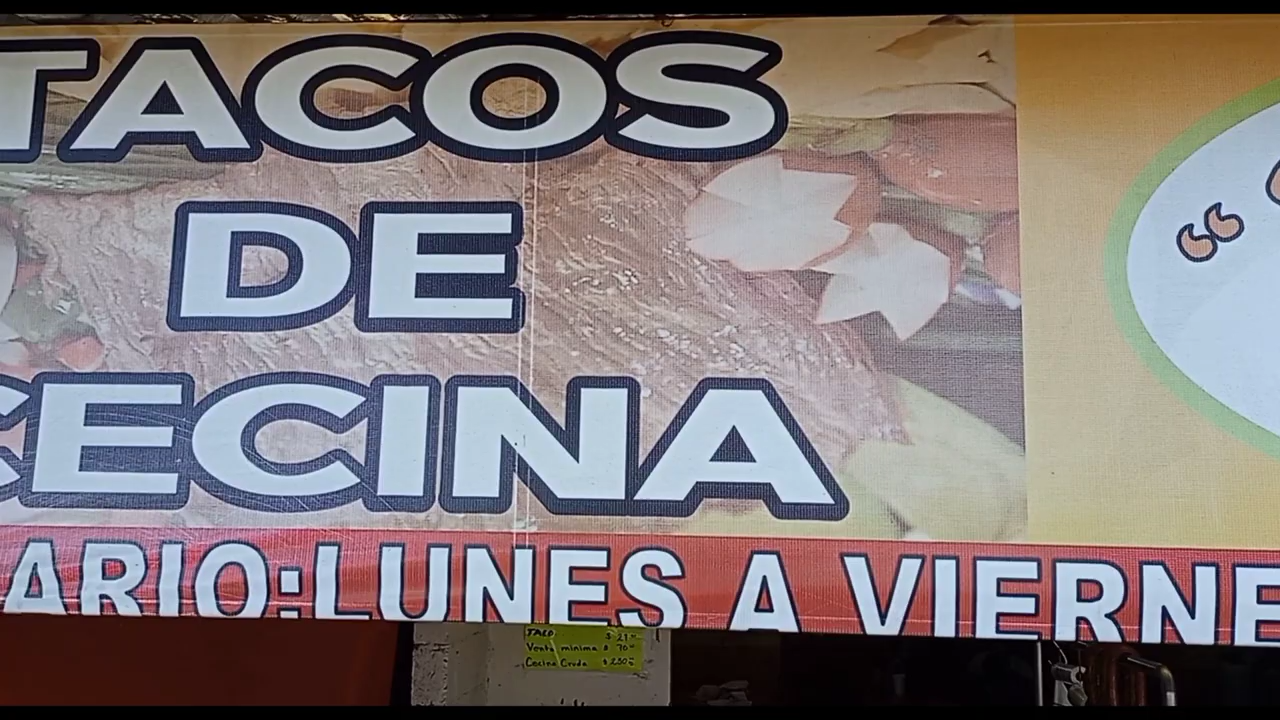 TACOS
DE
CECINA
“
ARIO:LUNES A VIERNE
TACO. $ 21
Venta minima $ 70
Cecina Cruda $ 250